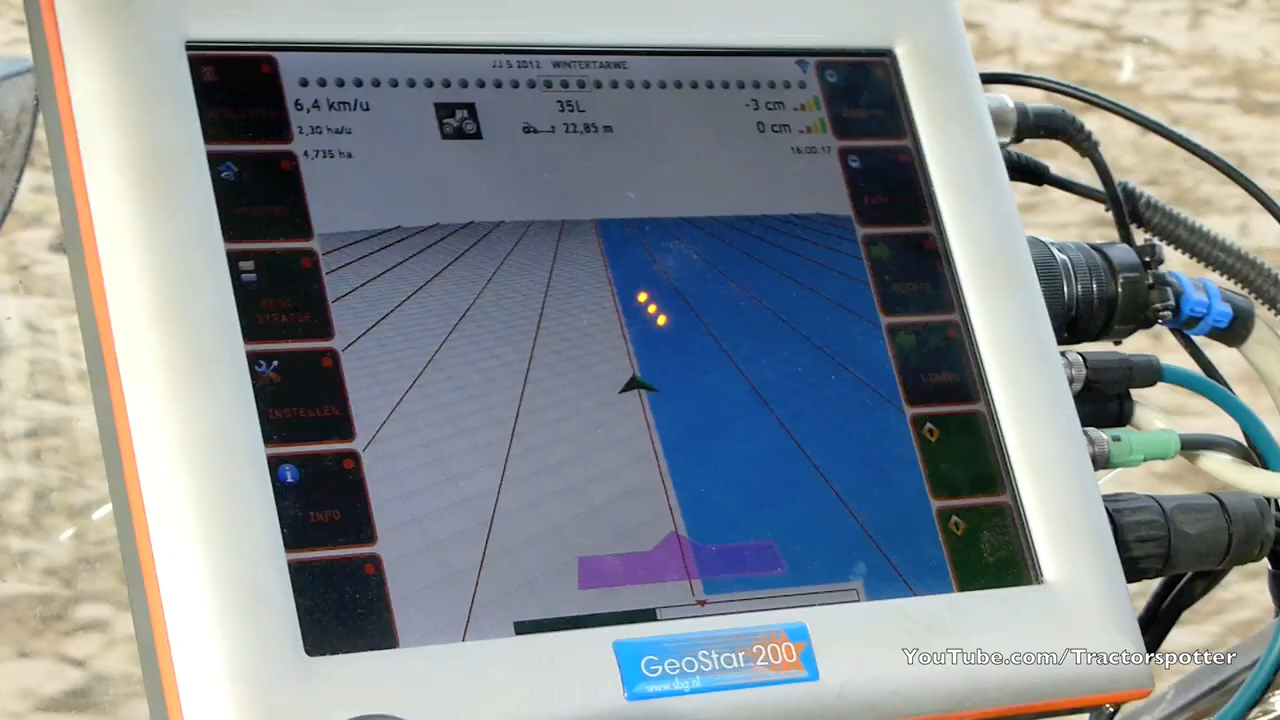 JJ 5 2012 WINTERTARWE
6,4 km/u
35L
-3 cm
2,30 ha/u
22,85 m
0 cm
4,735 ha
16:00:17
INSTELLEN
INFO
GeoStar 200
www.sbg.nl
YouTube.com/Tractorspotter